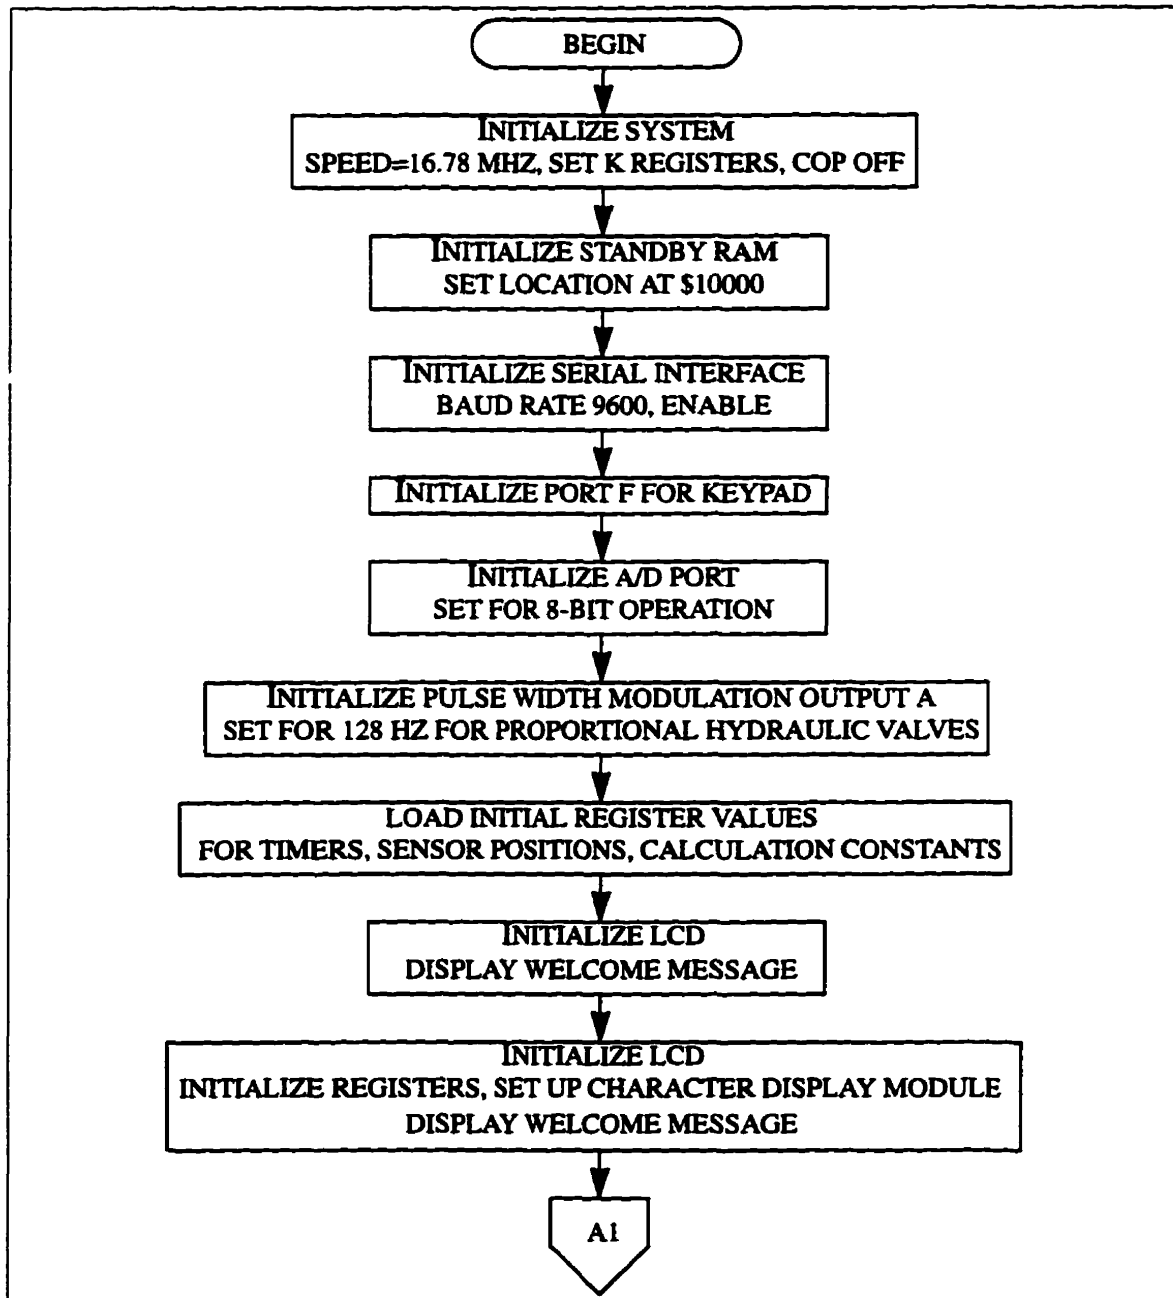 BEGIN
INITIALIZE SYSTEM
SPEED=16.78 MHZ, SET K REGISTERS, COP OFF
INITIALIZE STANDBY RAM
SET LOCATION AT $10000
INITIALIZE SERIAL INTERFACE
BAUD RATE 9600, ENABLE
INITIALIZE PORT F FOR KEYPAD
INITIALIZE A/D PORT
SET FOR 8-BIT OPERATION
INITIALIZE PULSE WIDTH MODULATION OUTPUT A
SET FOR 128 HZ FOR PROPORTIONAL HYDRAULIC VALVES
LOAD INITIAL REGISTER VALUES
FOR TIMERS, SENSOR POSITIONS, CALCULATION CONSTANTS
INITIALIZE LCD
DISPLAY WELCOME MESSAGE
INITIALIZE LCD
INITIALIZE REGISTERS, SET UP CHARACTER DISPLAY MODULE
DISPLAY WELCOME MESSAGE
A1